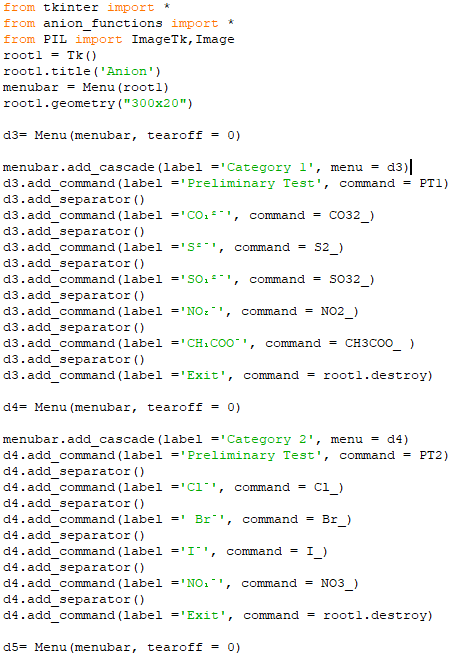 from tkinter import *
from anion_functions import *
from PIL import ImageTk,Image
root1 = Tk()
root1.title('Anion')
menubar = Menu(root1)
root1.geometry("300x20")
d3= Menu(menubar, tearoff = 0)
menubar.add_cascade(label ='Category 1', menu = d3)
d3.add_command(label ='Preliminary Test', command = PT1)
d3.add_separator()
d3.add_command(label ='CO₃²⁻', command = CO32_)
d3.add_separator()
d3.add_command(label ='S²⁻', command = S2_)
d3.add_separator()
d3.add_command(label ='SO₃²⁻', command = SO32_)
d3.add_separator()
d3.add_command(label ='NO₂⁻', command = NO2_)
d3.add_separator()
d3.add_command(label ='CH₃COO⁻', command = CH3COO_ )
d3.add_separator()
d3.add_command(label ='Exit', command = root1.destroy)
d4= Menu(menubar, tearoff = 0)
menubar.add_cascade(label ='Category 2', menu = d4)
d4.add_command(label ='Preliminary Test', command = PT2)
d4.add_separator()
d4.add_command(label ='Cl⁻', command = Cl_)
d4.add_separator()
d4.add_command(label =' Br⁻', command = Br_)
d4.add_separator()
d4.add_command(label ='I⁻', command = I_)
d4.add_separator()
d4.add_command(label ='NO₃⁻', command = NO3_)
d4.add_separator()
d4.add_command(label ='Exit', command = root1.destroy)
d5= Menu(menubar, tearoff = 0)